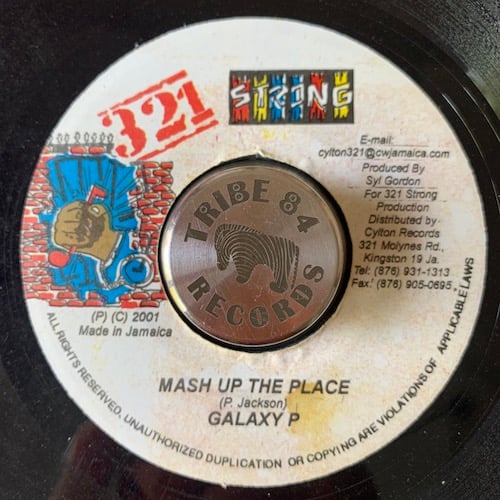 321
STRONG
E-mail:
cylton321@cwjamaica.com
Produced By
Syl Gordon
For 321 Strong
Production
Distributed by
Cylton Records
321 Molynes Rd.,
Kingston 19 Ja.
Tel: (876) 931-1313
Fax: (876) 905-0695
TRIBE 84
RECORDS
(P) (C) 2001
Made in Jamaica
MASH UP THE PLACE
(P. Jackson)
GALAXY P
ALL RIGHTS RESERVED. UNAUTHORIZED DUPLICATION OR COPYING ARE VIOLATIONS OF APPLICABLE LAWS